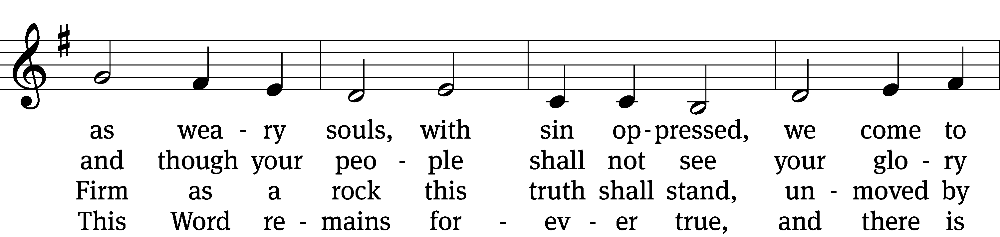 as wea - ry souls, with sin op - pressed, we come to
and though your peo - ple shall not see your glo - ry
Firm as a rock this truth shall stand, un - moved by
This Word re - mains for - ev - er true, and there is